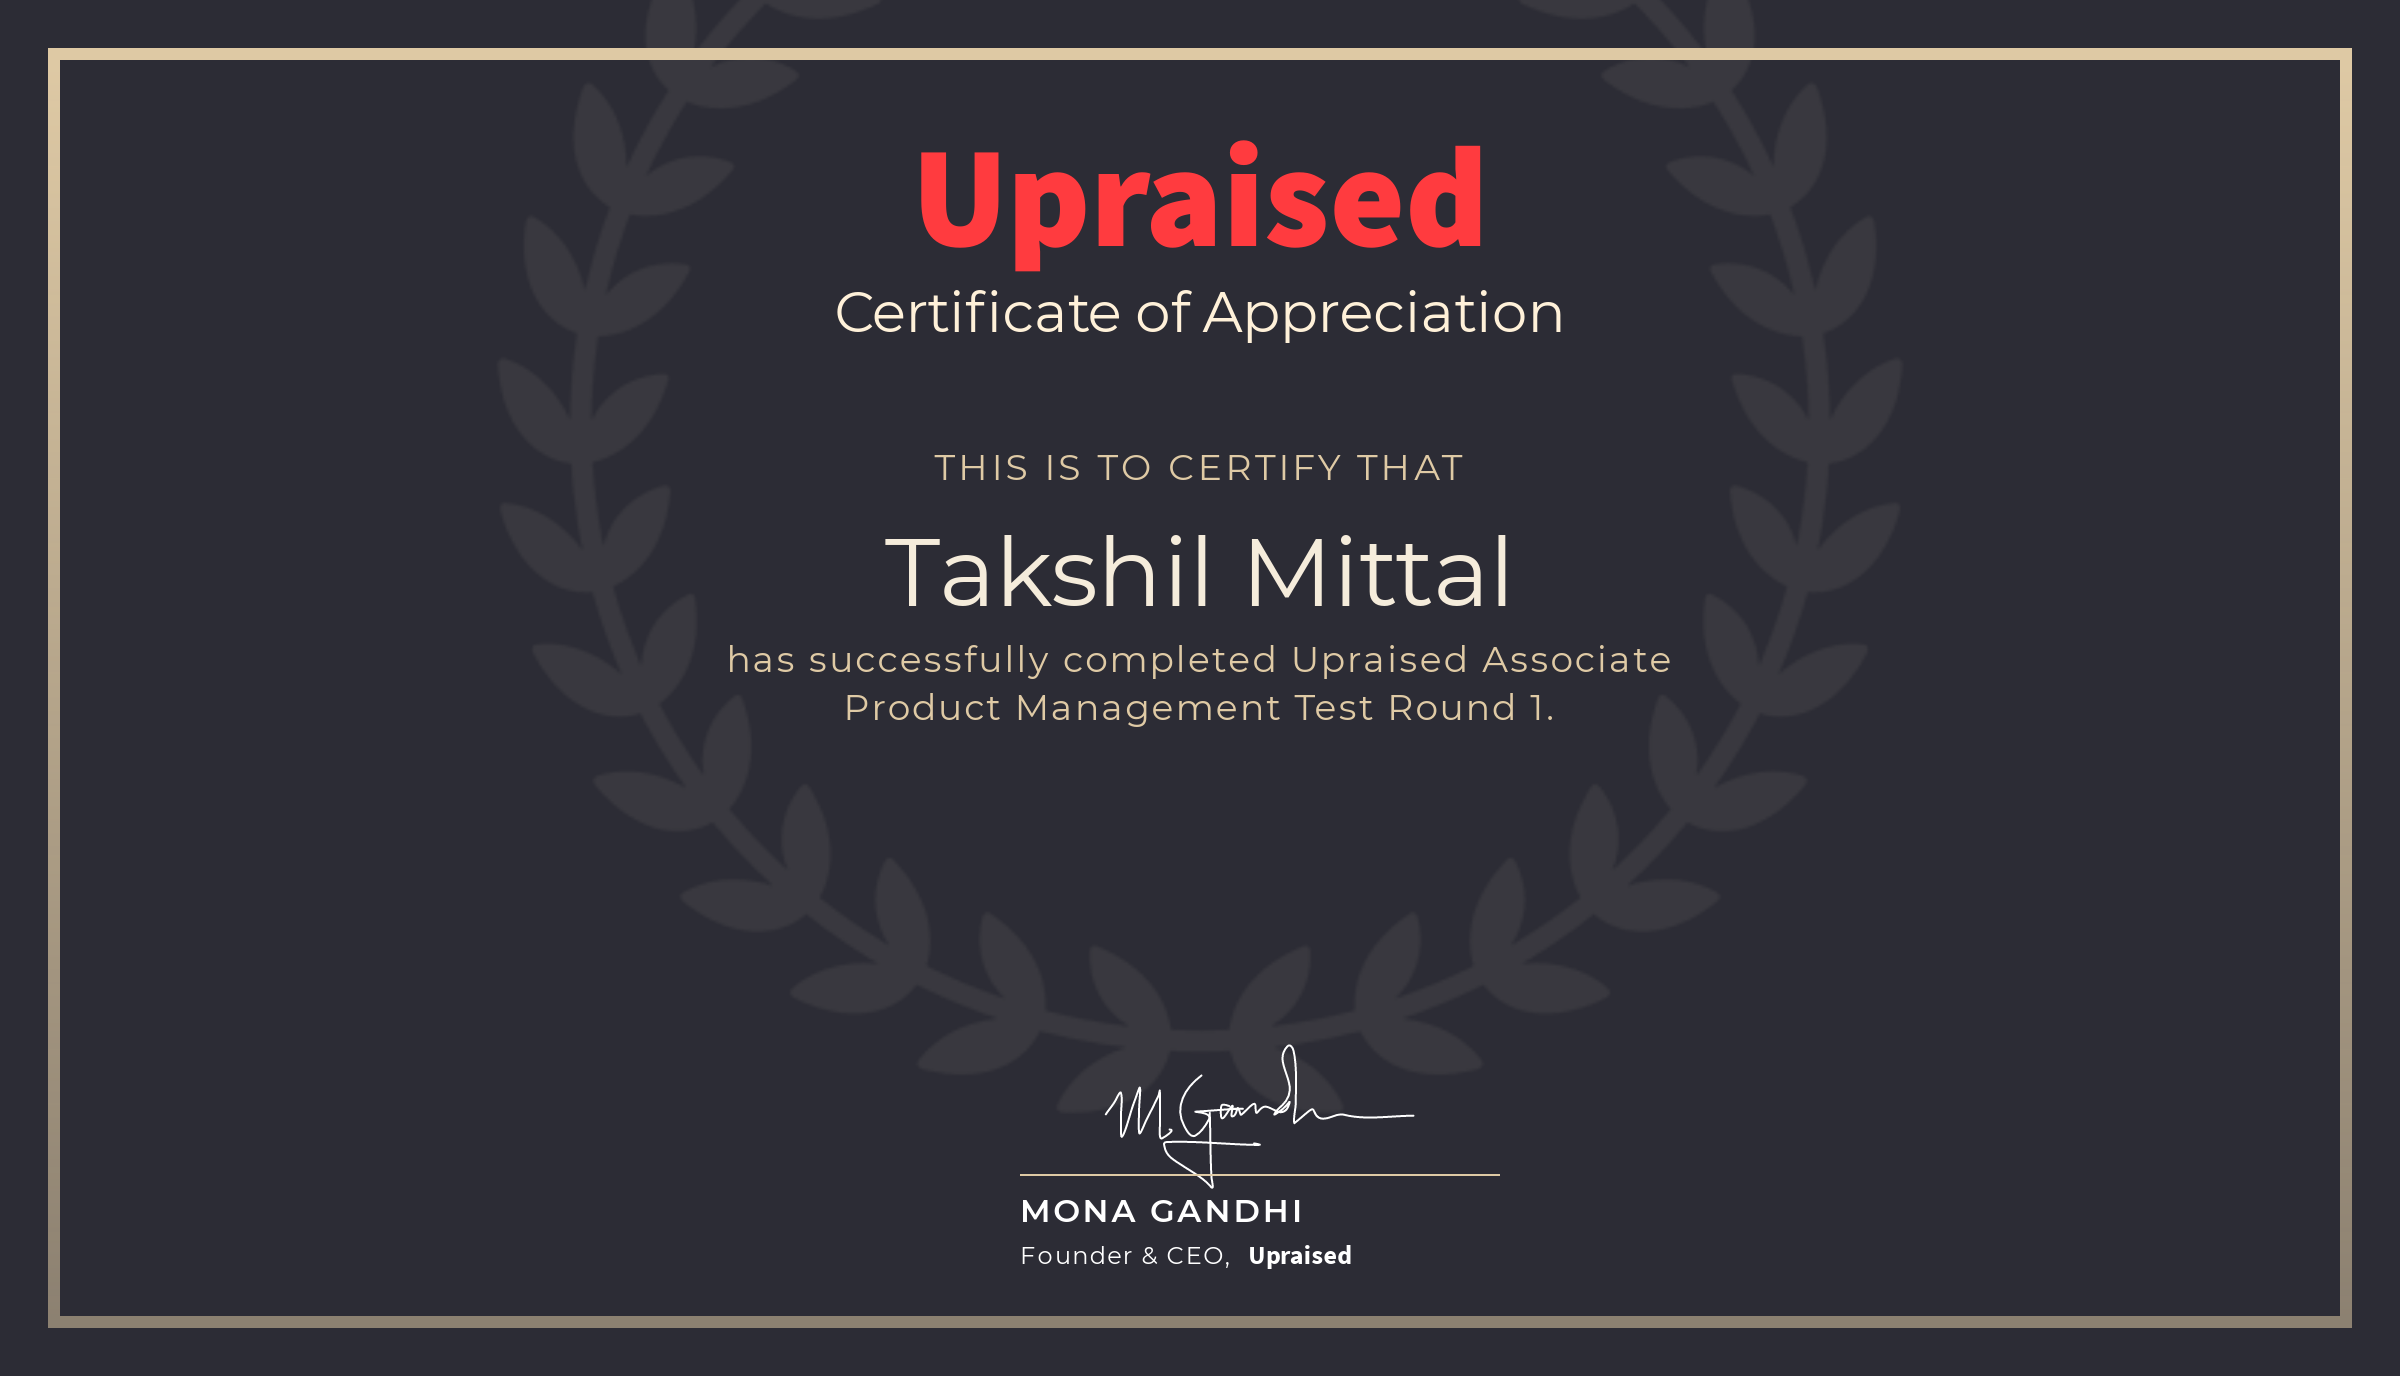 Upraised
Certificate of Appreciation
THIS IS TO CERTIFY THAT
Takshil Mittal
has successfully completed Upraised Associate
Product Management Test Round 1.
M. Gandhi
MONA GANDHI
Founder & CEO, Upraised